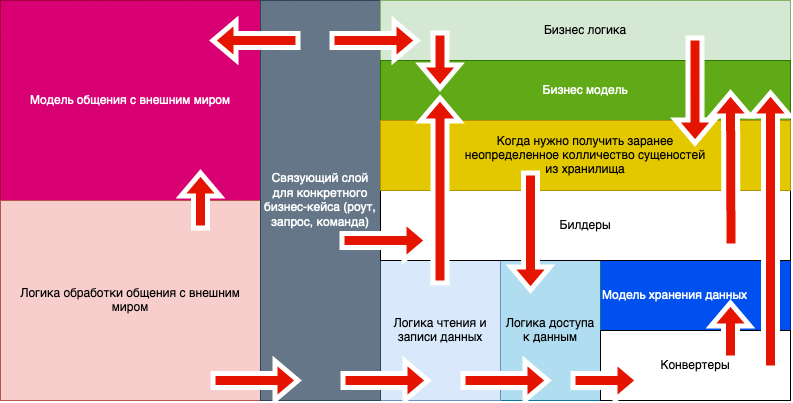 Бизнес логика
Модель общения с внешним миром
Бизнес модель
Когда нужно получить заранее
неопределенное колличество сущеностей
из хранилища
Связующий слой
для конкретного
бизнес-кейса (роут,
запрос, команда)
Билдеры
Логика обработки общения с внешним
миром
Модель хранения данных
Логика чтения и
записи данных
Логика доступа
к данным
Конвертеры